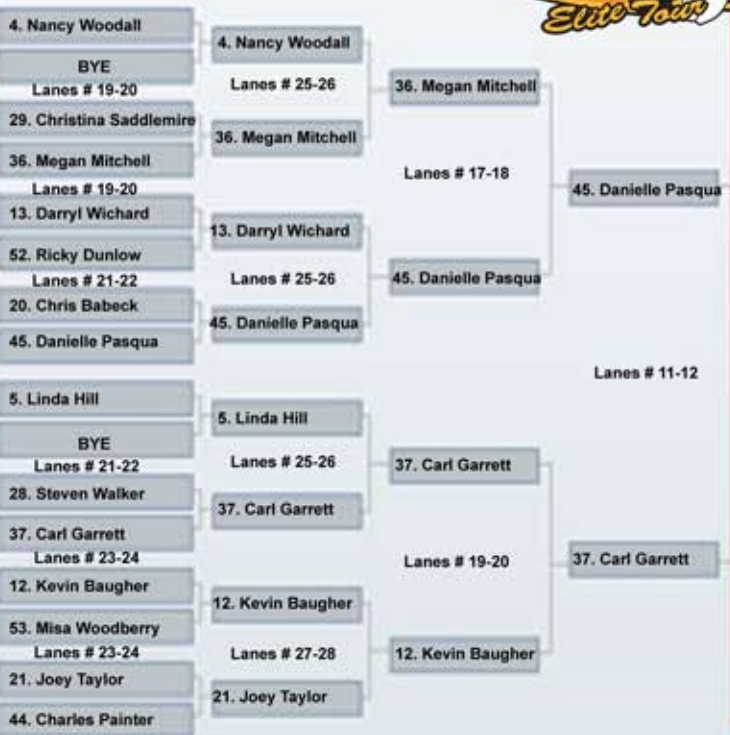 Elite Tour
4. Nancy Woodall
BYE
Lanes # 19-20
29. Christina Saddlemire
36. Megan Mitchell
Lanes # 19-20
13. Darryl Wichard
52. Ricky Dunlow
Lanes # 21-22
20. Chris Babeck
45. Danielle Pasqua
5. Linda Hill
BYE
Lanes # 21-22
28. Steven Walker
37. Carl Garrett
Lanes # 23-24
12. Kevin Baugher
53. Misa Woodberry
Lanes # 23-24
21. Joey Taylor
44. Charles Painter
4. Nancy Woodall
Lanes # 25-26
36. Megan Mitchell
13. Darryl Wichard
Lanes # 25-26
45. Danielle Pasqua
5. Linda Hill
Lanes # 25-26
37. Carl Garrett
12. Kevin Baugher
Lanes # 27-28
21. Joey Taylor
36. Megan Mitchell
Lanes # 17-18
45. Danielle Pasqua
37. Carl Garrett
Lanes # 19-20
12. Kevin Baugher
45. Danielle Pasqua
Lanes # 11-12
37. Carl Garrett